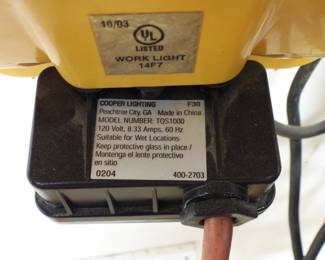 10/03
UL
LISTED
WORK LIGHT
14F7
COOPER LIGHTING F30
Peachtree City, GA Made in China
MODEL NUMBER: TQS1000
120 Volt, 8.33 Amps, 60 Hz
Suitable for Wet Locations
Keep protective glass in place /
Mantenga el lente protective
en sitio
0204 400-2703